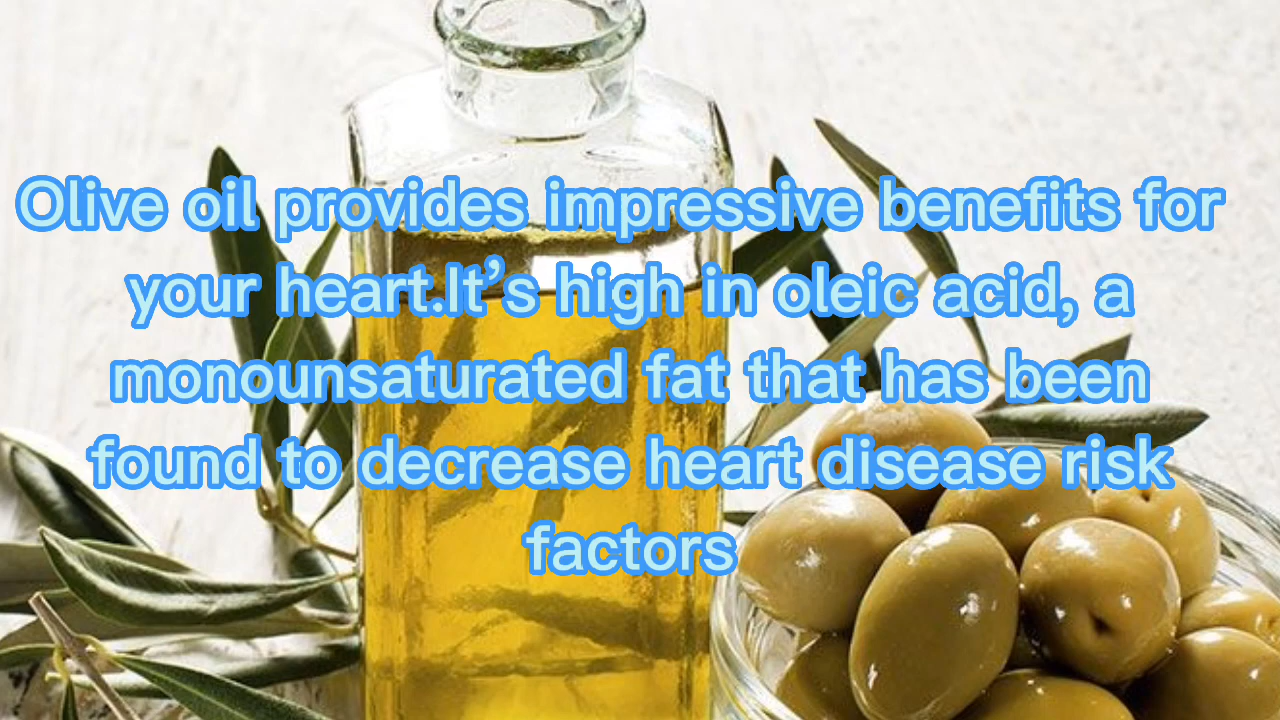 Olive oil provides impressive benefits for
your heart.It’s high in oleic acid, a
monounsaturated fat that has been
found to decrease heart disease risk
factors